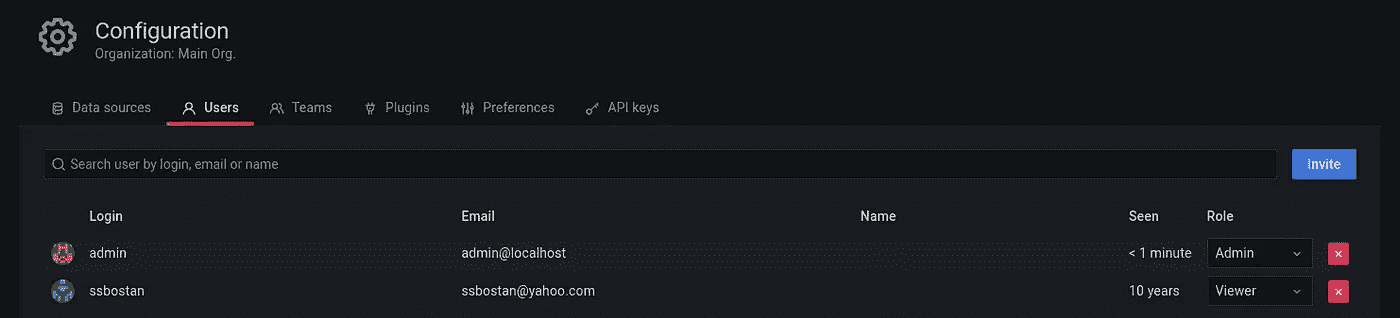 Configuration
Organization: Main Org.
Data sources Users Teams Plugins Preferences API keys
Search user by login, email or name Invite
Login Email Name Seen Role
admin admin@localhost < 1 minute Admin
ssbostan ssbostan@yahoo.com 10 years Viewer